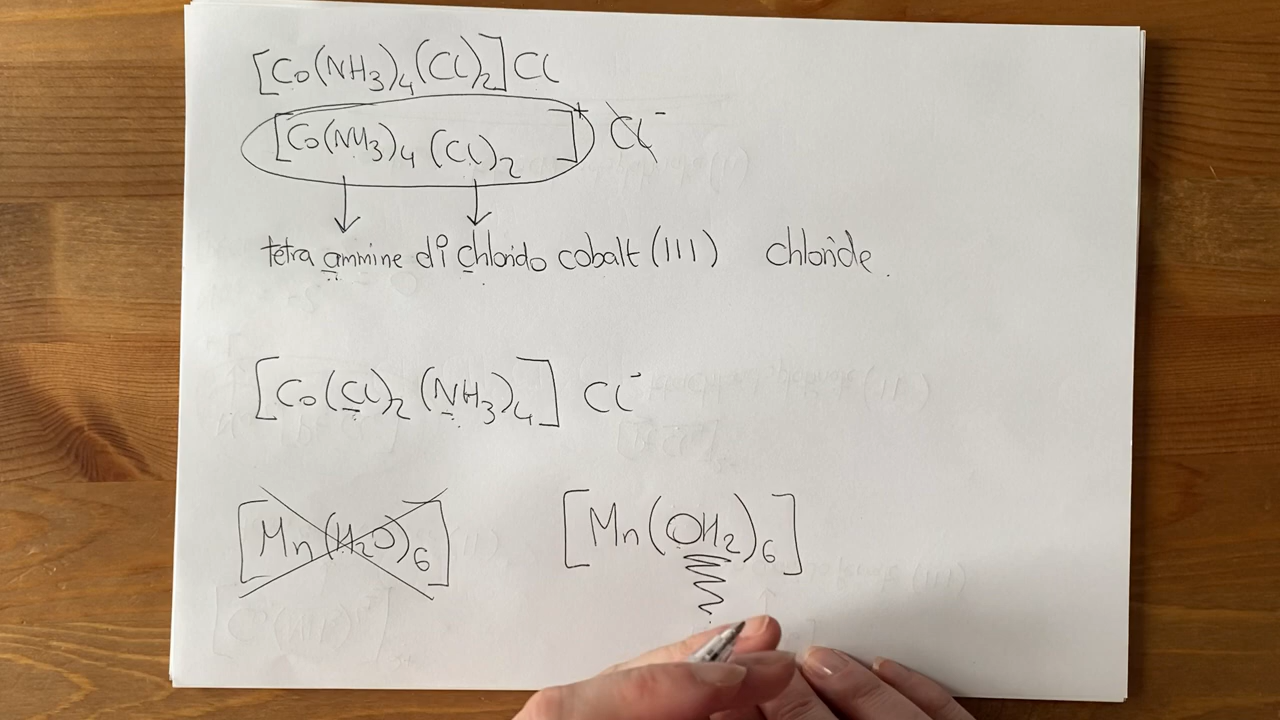 [Co(NH3)4(Cl)2]Cl
[Co(NH3)4(Cl)2]+ Cl-
tetra ammine di chlorido cobalt (III) chloride.
[Co(Cl)2(NH3)4] Cl-
[Mn(H2O)6] [Mn(OH2)6]